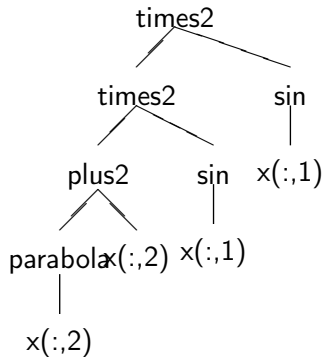 times2
times2 sin
plus2 sin x(:,1)
parabola x(:,2) x(:,1)
x(:,2)